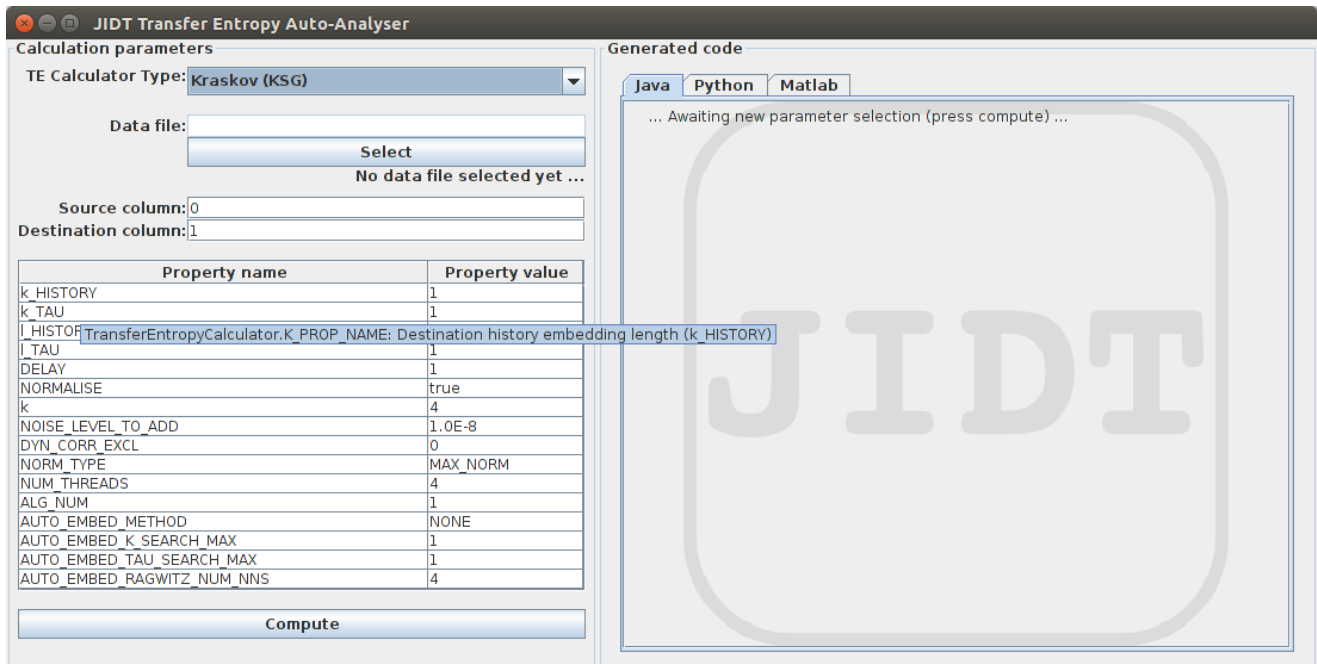 JIDT Transfer Entropy Auto-Analyser
Calculation parameters
TE Calculator Type: Kraskov (KSG)
Data file:
Select
No data file selected yet ...
Source column: 0
Destination column: 1
Property name Property value
k_HISTORY 1
k_TAU 1
l_HISTOR
TransferEntropyCalculator.K_PROP_NAME: Destination history embedding length (k_HISTORY)
l_TAU 1
DELAY 1
NORMALISE true
k 4
NOISE_LEVEL_TO_ADD 1.0E-8
DYN_CORR_EXCL 0
NORM_TYPE MAX_NORM
NUM_THREADS 4
ALG_NUM 1
AUTO_EMBED_METHOD NONE
AUTO_EMBED_K_SEARCH_MAX 1
AUTO_EMBED_TAU_SEARCH_MAX 1
AUTO_EMBED_RAGWITZ_NUM_NNS 4
Compute
Generated code
Java Python Matlab
... Awaiting new parameter selection (press compute) ...
JIDT